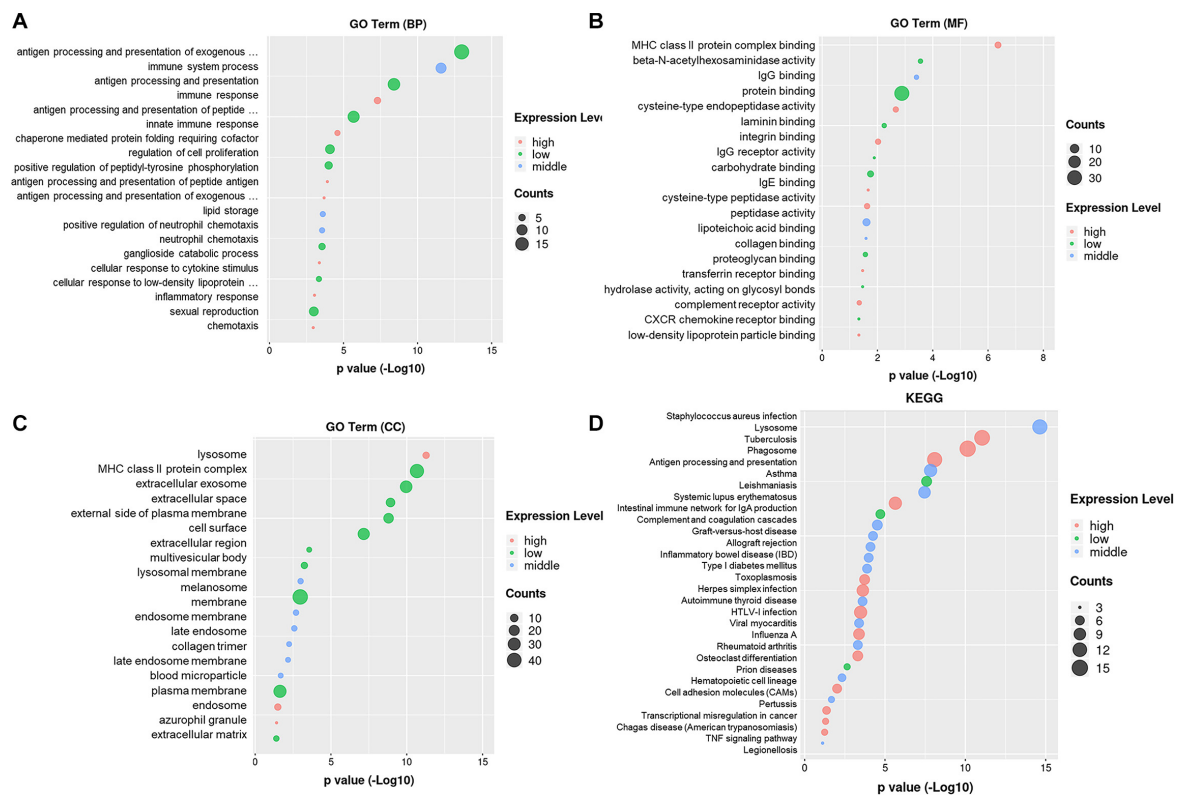 A
GO Term (BP)
antigen processing and presentation of exogenous ...
immune system process
antigen processing and presentation
immune response
antigen processing and presentation of peptide ...
innate immune response
chaperone mediated protein folding requiring cofactor
regulation of cell proliferation
positive regulation of peptidyl-tyrosine phosphorylation
antigen processing and presentation of peptide antigen
antigen processing and presentation of exogenous ...
lipid storage
positive regulation of neutrophil chemotaxis
neutrophil chemotaxis
ganglioside catabolic process
cellular response to cytokine stimulus
cellular response to low-density lipoprotein ...
inflammatory response
sexual reproduction
chemotaxis
0 5 10 15
p value (-Log10)
Expression Leve
high
low
middle
Counts
5
10
15
B
GO Term (MF)
MHC class II protein complex binding
beta-N-acetylhexosaminidase activity
IgG binding
protein binding
cysteine-type endopeptidase activity
laminin binding
integrin binding
IgG receptor activity
carbohydrate binding
IgE binding
cysteine-type peptidase activity
peptidase activity
lipoteichoic acid binding
collagen binding
proteoglycan binding
transferrin receptor binding
hydrolase activity, acting on glycosyl bonds
complement receptor activity
CXCR chemokine receptor binding
low-density lipoprotein particle binding
0 2 4 6 8
p value (-Log10)
Counts
10
20
30
Expression Level
high
low
middle
C
GO Term (CC)
lysosome
MHC class II protein complex
extracellular exosome
extracellular space
external side of plasma membrane
cell surface
extracellular region
multivesicular body
lysosomal membrane
melanosome
membrane
endosome membrane
late endosome
collagen trimer
late endosome membrane
blood microparticle
plasma membrane
endosome
azurophil granule
extracellular matrix
0 5 10 15
p value (-Log10)
Expression Level
high
low
middle
Counts
10
20
30
40
D
KEGG
Staphylococcus aureus infection
Lysosome
Tuberculosis
Phagosome
Antigen processing and presentation
Asthma
Leishmaniasis
Systemic lupus erythematosus
Intestinal immune network for IgA production
Complement and coagulation cascades
Graft-versus-host disease
Allograft rejection
Inflammatory bowel disease (IBD)
Type I diabetes mellitus
Toxoplasmosis
Herpes simplex infection
Autoimmune thyroid disease
HTLV-I infection
Viral myocarditis
Influenza A
Rheumatoid arthritis
Osteoclast differentiation
Prion diseases
Hematopoietic cell lineage
Cell adhesion molecules (CAMs)
Pertussis
Transcriptional misregulation in cancer
Chagas disease (American trypanosomiasis)
TNF signaling pathway
Legionellosis
0 5 10 15
p value (-Log10)
Expression Level
high
low
middle
Counts
3
6
9
12
15